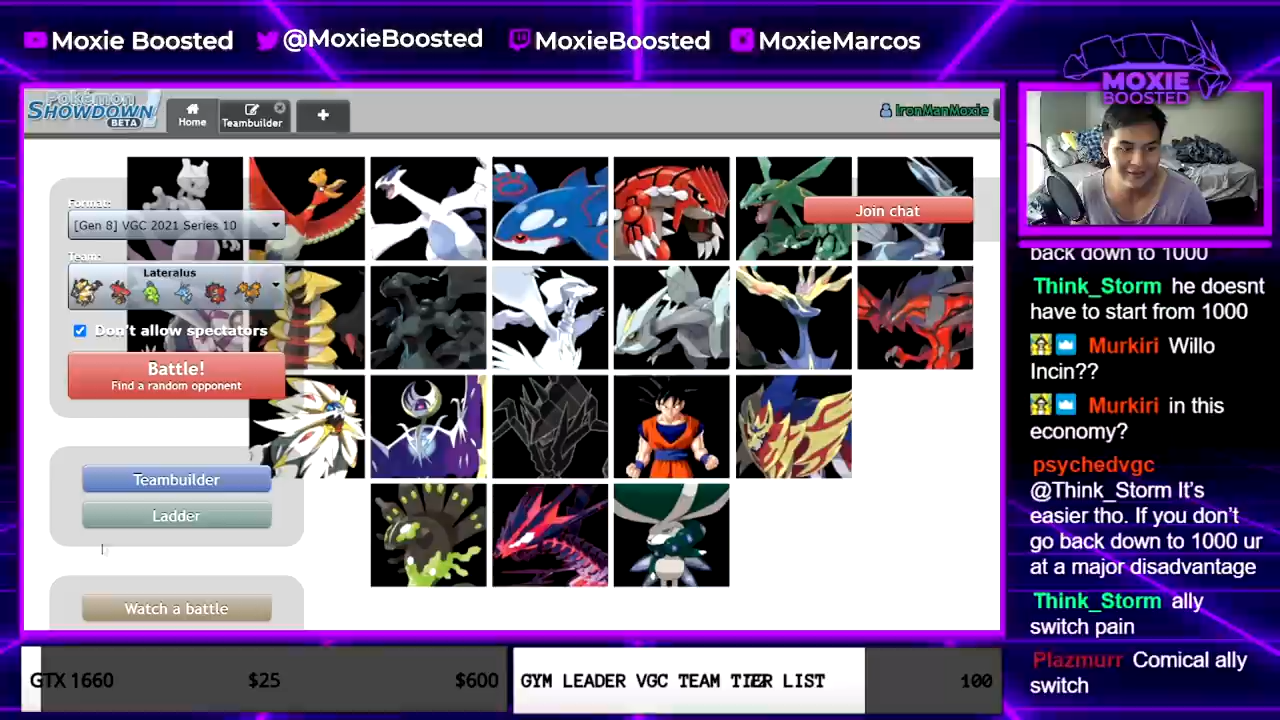 Moxie Boosted @MoxieBoosted MoxieBoosted MoxieMarcos
MOXIE
BOOSTED
Pokémon
SHOWDOWN!
BETA
Home
Teambuilder
+
IronManMoxie
Format:
[Gen 8] VGC 2021 Series 10
Join chat
Team:
Lateralus
Don't allow spectators
Battle!
Find a random opponent
Teambuilder
Ladder
Watch a battle
back down to 1000
Think_Storm he doesnt
have to start from 1000
Murkiri Willo
Incin??
Murkiri in this
economy?
psychedvgc
@Think_Storm It's
easier tho. If you don't
go back down to 1000 ur
at a major disadvantage
Think_Storm ally
switch pain
Plazmurr Comical ally
switch
GTX 1660 $25 $600
GYM LEADER VGC TEAM TIER LIST 100